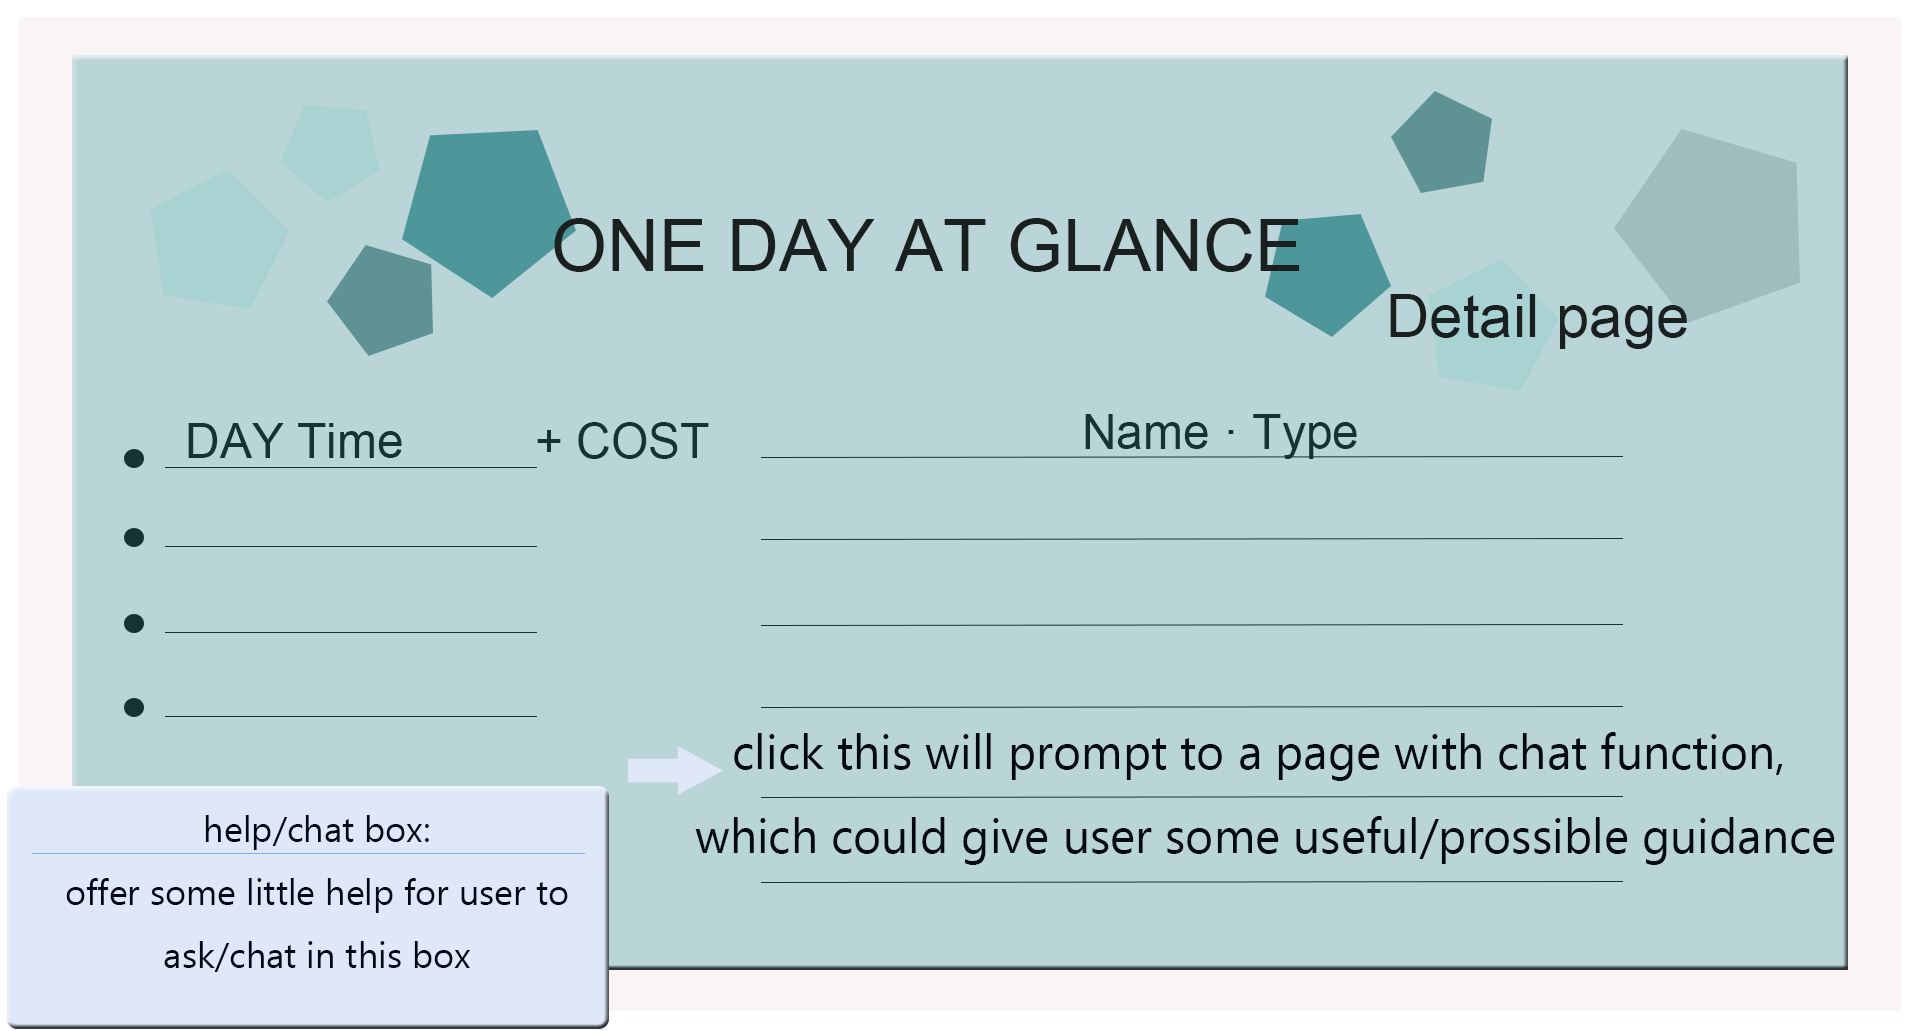 ONE DAY AT GLANCE
Detail page
DAY Time + COST
Name · Type
click this will prompt to a page with chat function,
which could give user some useful/prossible guidance
help/chat box:
offer some little help for user to
ask/chat in this box